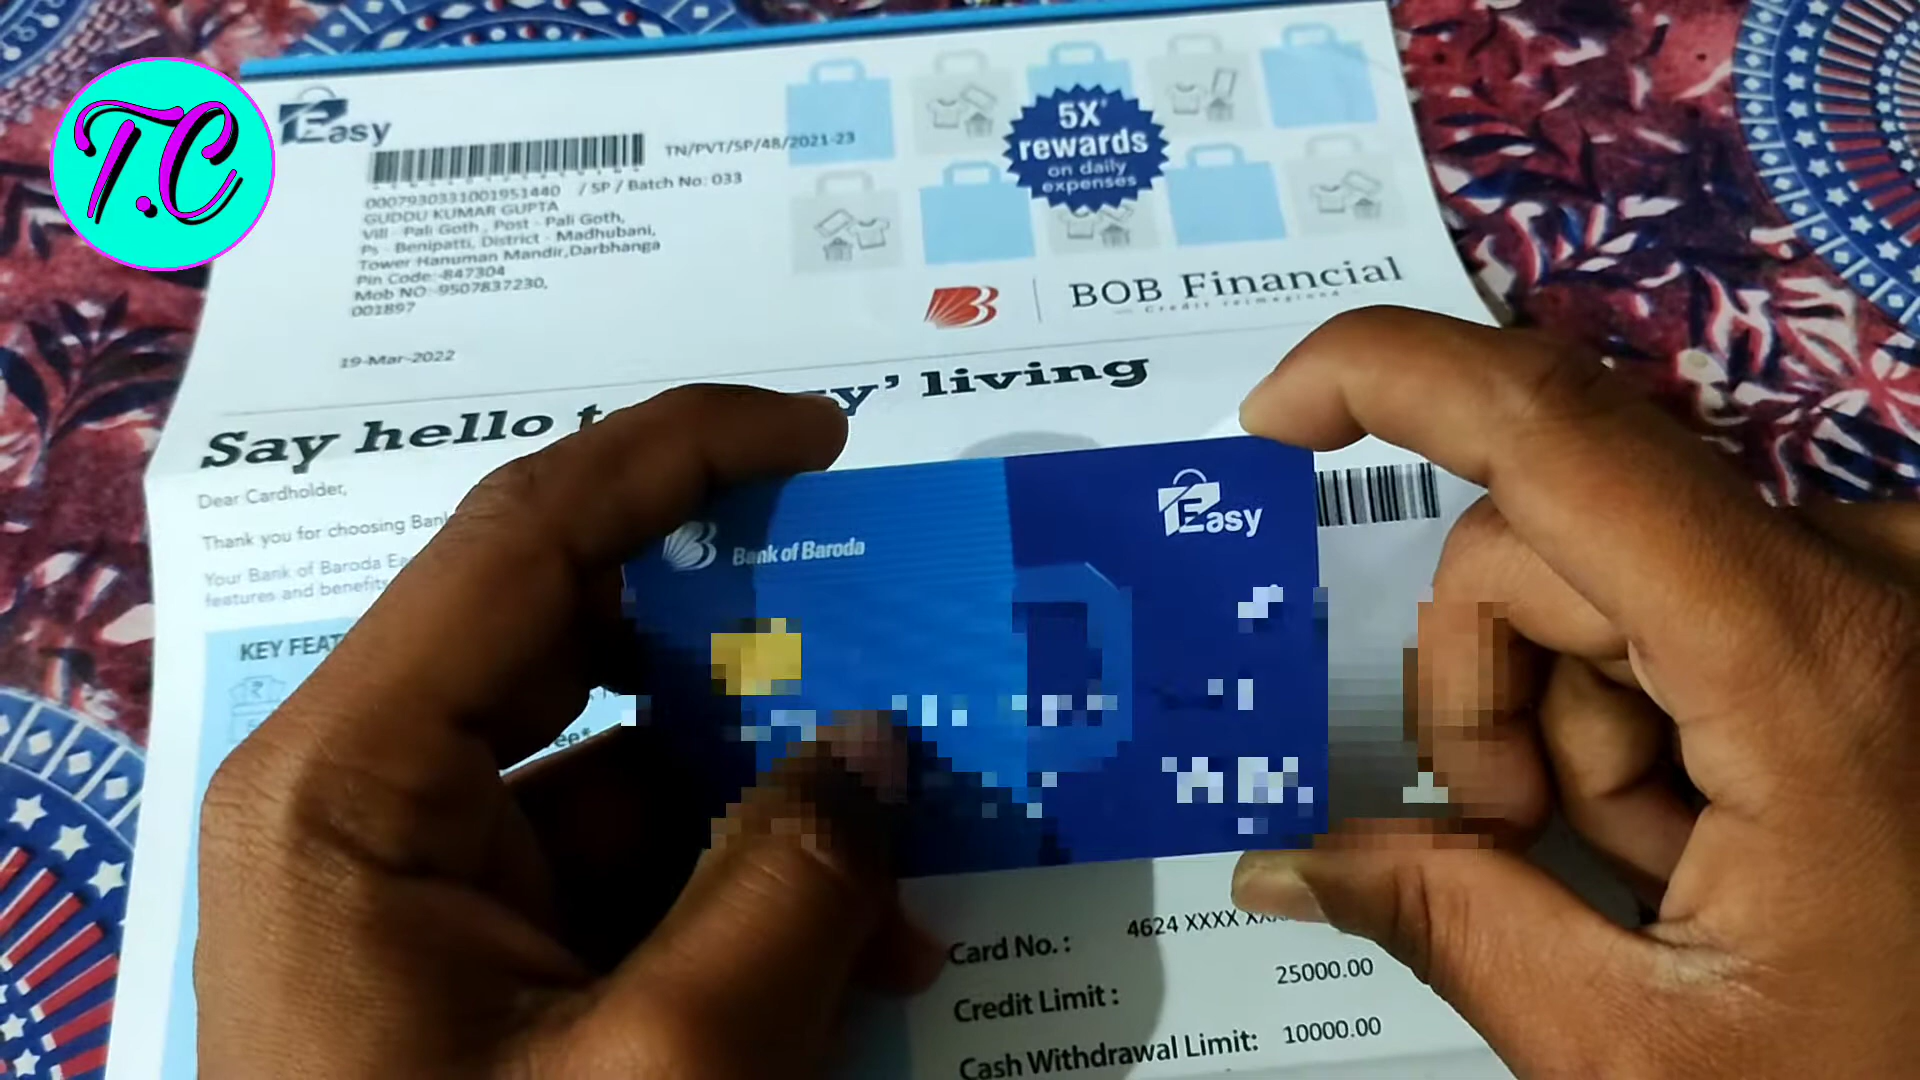 T.C
Easy
TN/PVT/SP/48/2021-23
0007930331001951440 / SP / Batch No: 033
GUDDU KUMAR GUPTA
Vill - Pali Goth , Post - Pali Goth,
Ps - Benipatti, District - Madhubani,
Tower Hanuman Mandir,Darbhanga
Pin Code:-847304
Mob NO:-9507837230,
001897
19-Mar-2022
5X*
rewards
on daily
expenses
BOB Financial
Credit reimagined
Say hello t y’ living
Dear Cardholder,
Thank you for choosing Ban
Your Bank of Baroda Ea
features and benefits
KEY FEAT
Bank of Baroda
Easy
Card No. : 4624 XXXX XX
Credit Limit : 25000.00
Cash Withdrawal Limit: 10000.00